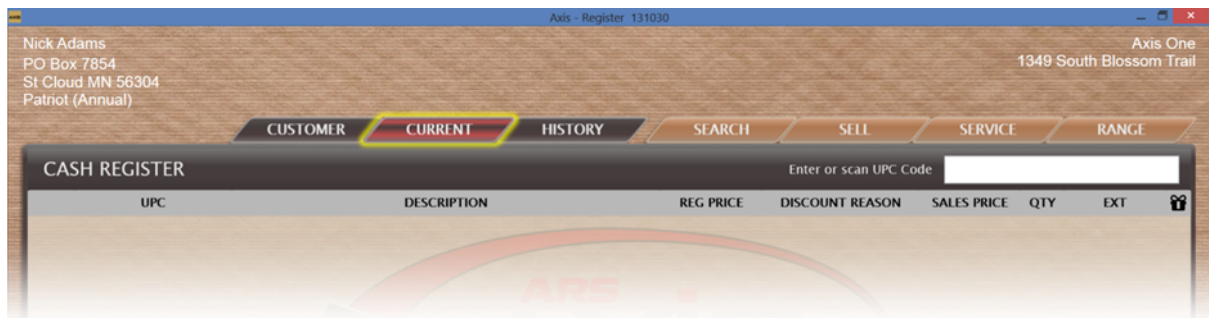 AXIS
Axis - Register 131030
Nick Adams
PO Box 7854
St Cloud MN 56304
Patriot (Annual)
Axis One
1349 South Blossom Trail
CUSTOMER CURRENT HISTORY SEARCH SELL SERVICE RANGE
CASH REGISTER
Enter or scan UPC Code
UPC DESCRIPTION REG PRICE DISCOUNT REASON SALES PRICE QTY EXT
ARS